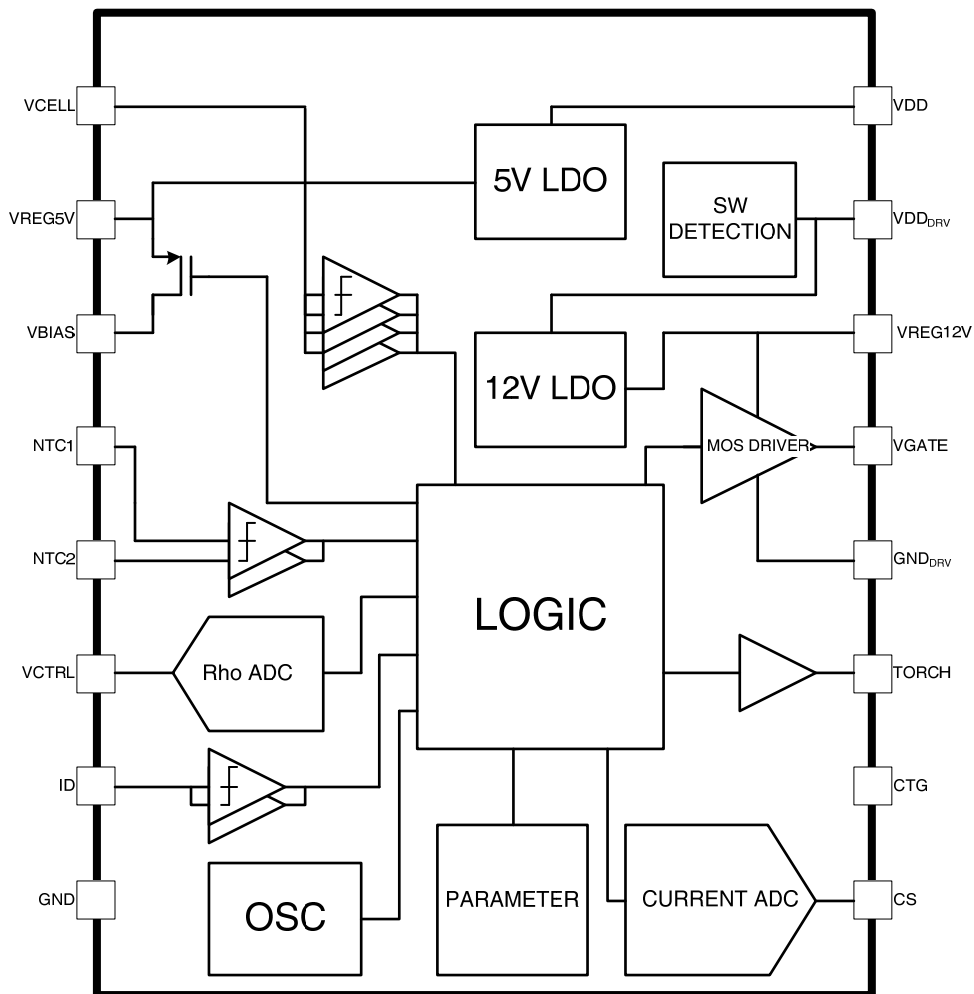 VCELL
VDD
5V LDO
SW
DETECTION
VREG5V
VDDDRV
VBIAS
VREG12V
12V LDO
NTC1
MOS DRIVER
VGATE
NTC2
GNDDRV
LOGIC
VCTRL
Rho ADC
TORCH
ID
CTG
GND
OSC
PARAMETER
CURRENT ADC
CS